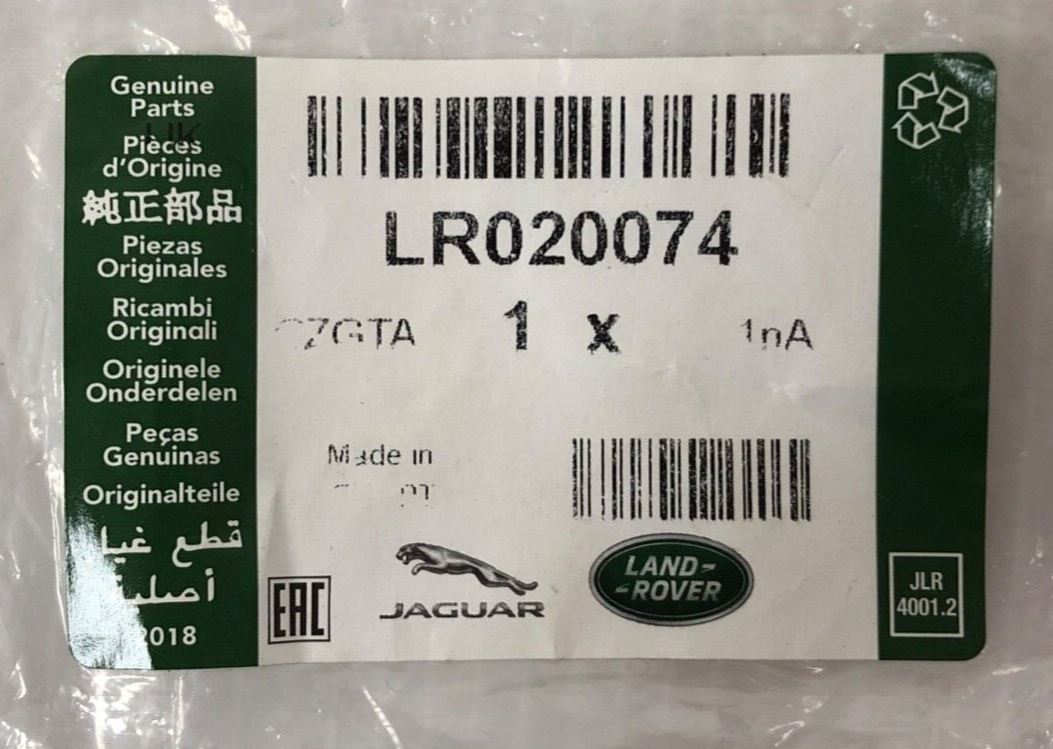 Genuine
Parts
Pièces
d'Origine
純正部品
Piezas
Originales
Ricambi
Originali
Originele
Onderdelen
Peças
Genuinas
Originalteile
قطع غيار
أصلية
2018
LR020074
1 x
Made in
EAC
JAGUAR
LAND-
-ROVER
JLR
4001.2